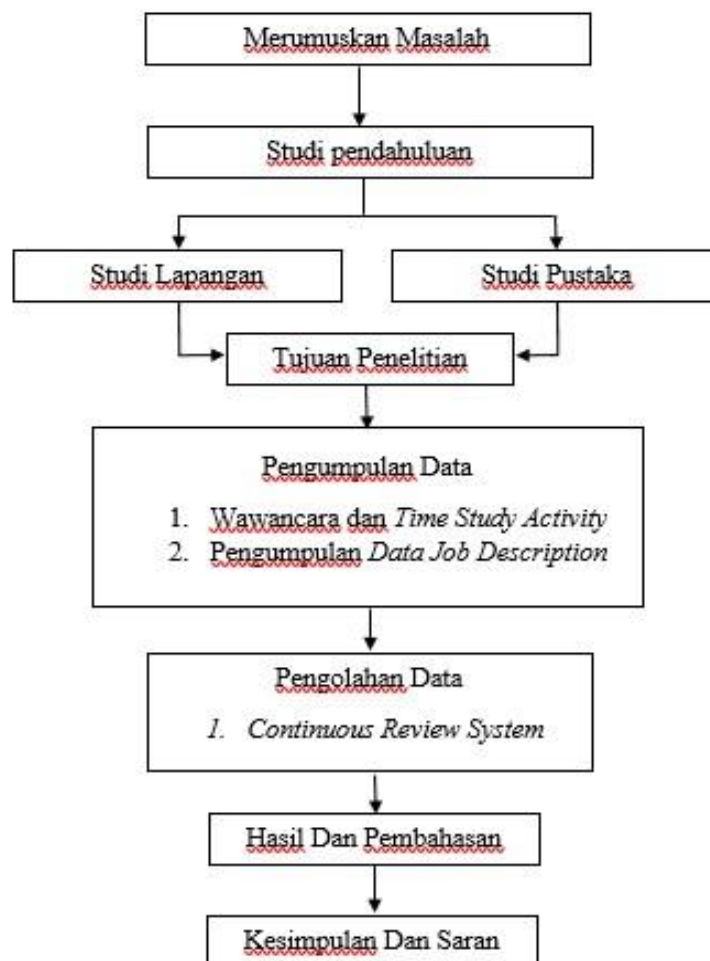 Merumuskan Masalah
Studi pendahuluan
Studi Lapangan
Studi Pustaka
Tujuan Penelitian
Pengumpulan Data
1. Wawancara dan Time Study Activity
2. Pengumpulan Data Job Description
Pengolahan Data
1. Continuous Review System
Hasil Dan Pembahasan
Kesimpulan Dan Saran